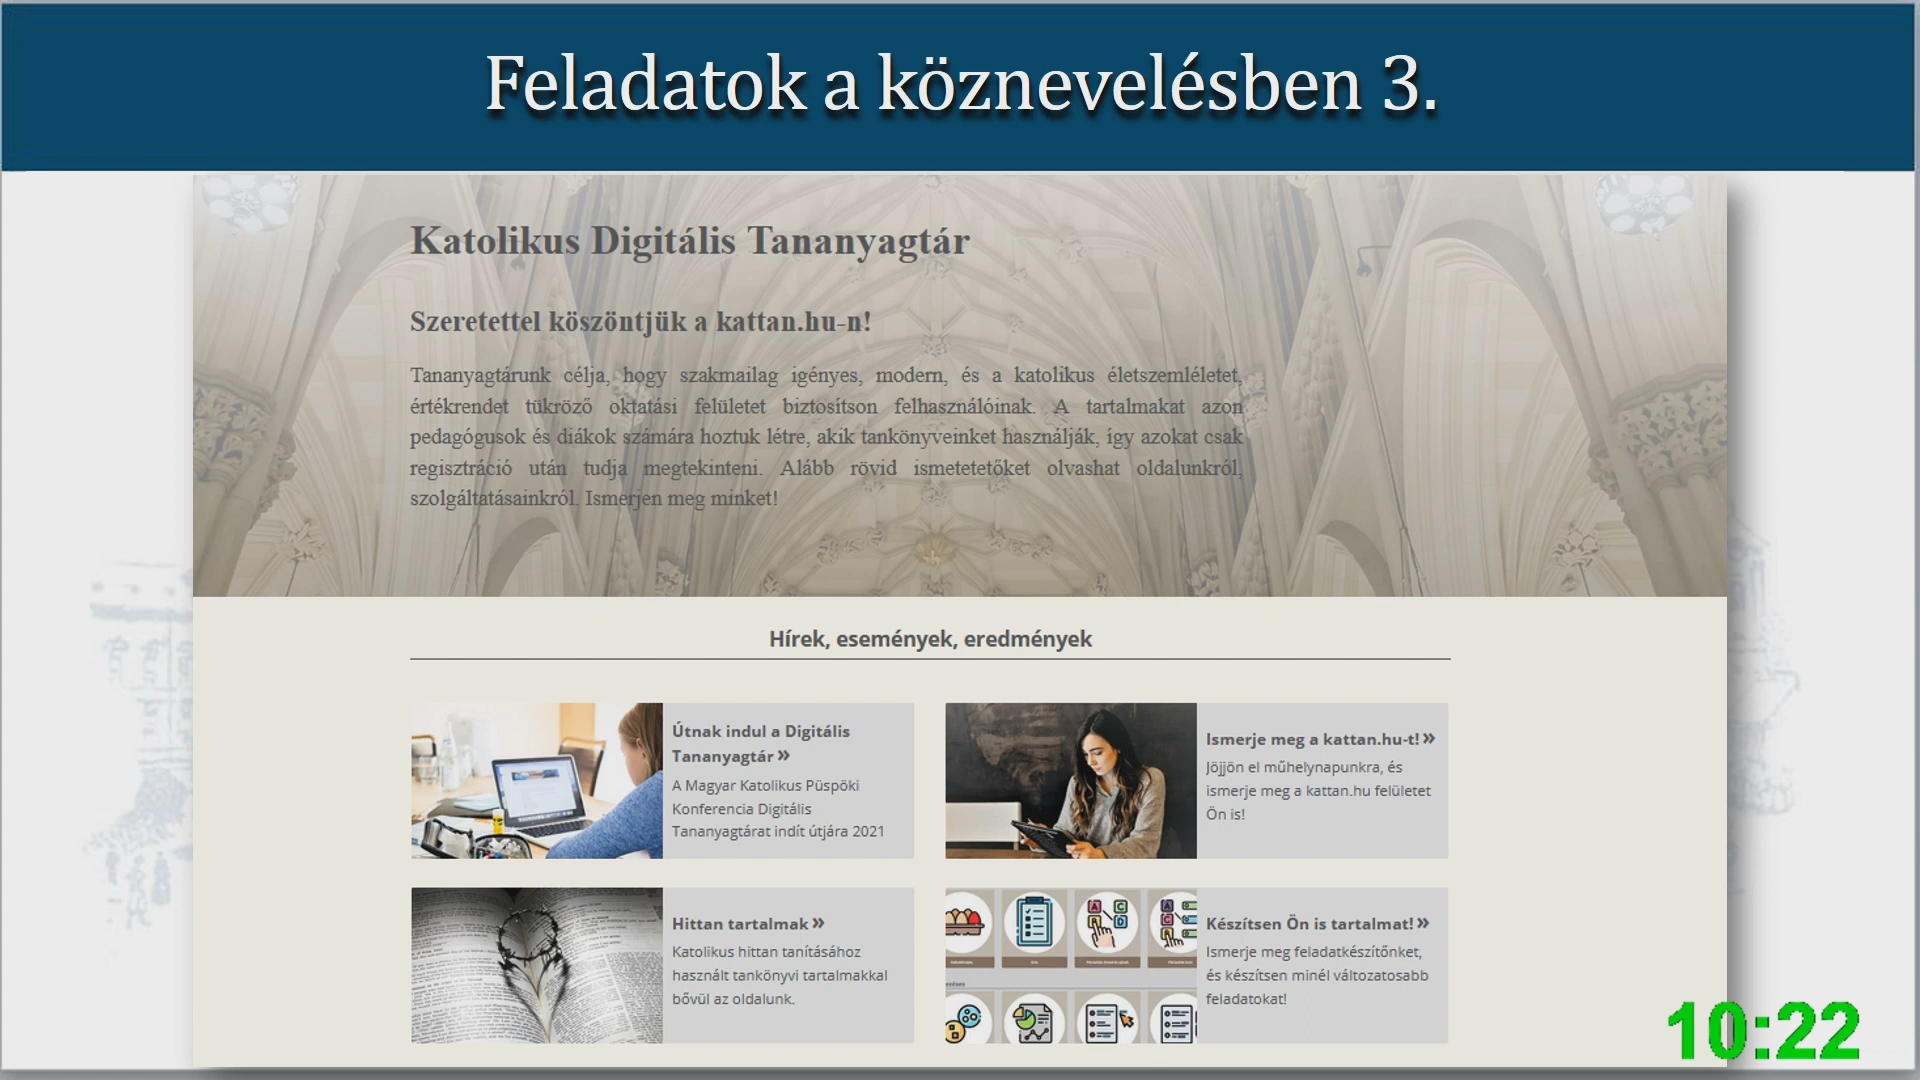 Feladatok a köznevelésben 3.
Katolikus Digitális Tananyagtár
Szeretettel köszöntjük a kattan.hu-n!
Tananyagtárunk célja, hogy szakmailag igényes, modern, és a katolikus életszemléletet,
értékrendet tükröző oktatási felületet biztosítson felhasználóinak. A tartalmakat azon
pedagógusok és diákok számára hoztuk létre, akik tankönyveinket használják, így azokat csak
regisztráció után tudja megtekinteni. Alább rövid ismetetetőket olvashat oldalunkról,
szolgáltatásainkról. Ismerjen meg minket!
Hírek, események, eredmények
Útnak indul a Digitális
Tananyagtár »
A Magyar Katolikus Püspöki
Konferencia Digitális
Tananyagtárat indít útjára 2021
Ismerje meg a kattan.hu-t! »
Jöjjön el műhelynapunkra, és
ismerje meg a kattan.hu felületet
Ön is!
Hittan tartalmak »
Katolikus hittan tanításához
használt tankönyvi tartalmakkal
bővül az oldalunk.
Készítsen Ön is tartalmat! »
Ismerje meg feladatkészítőnket,
és készítsen minél változatosabb
feladatokat!
10:22